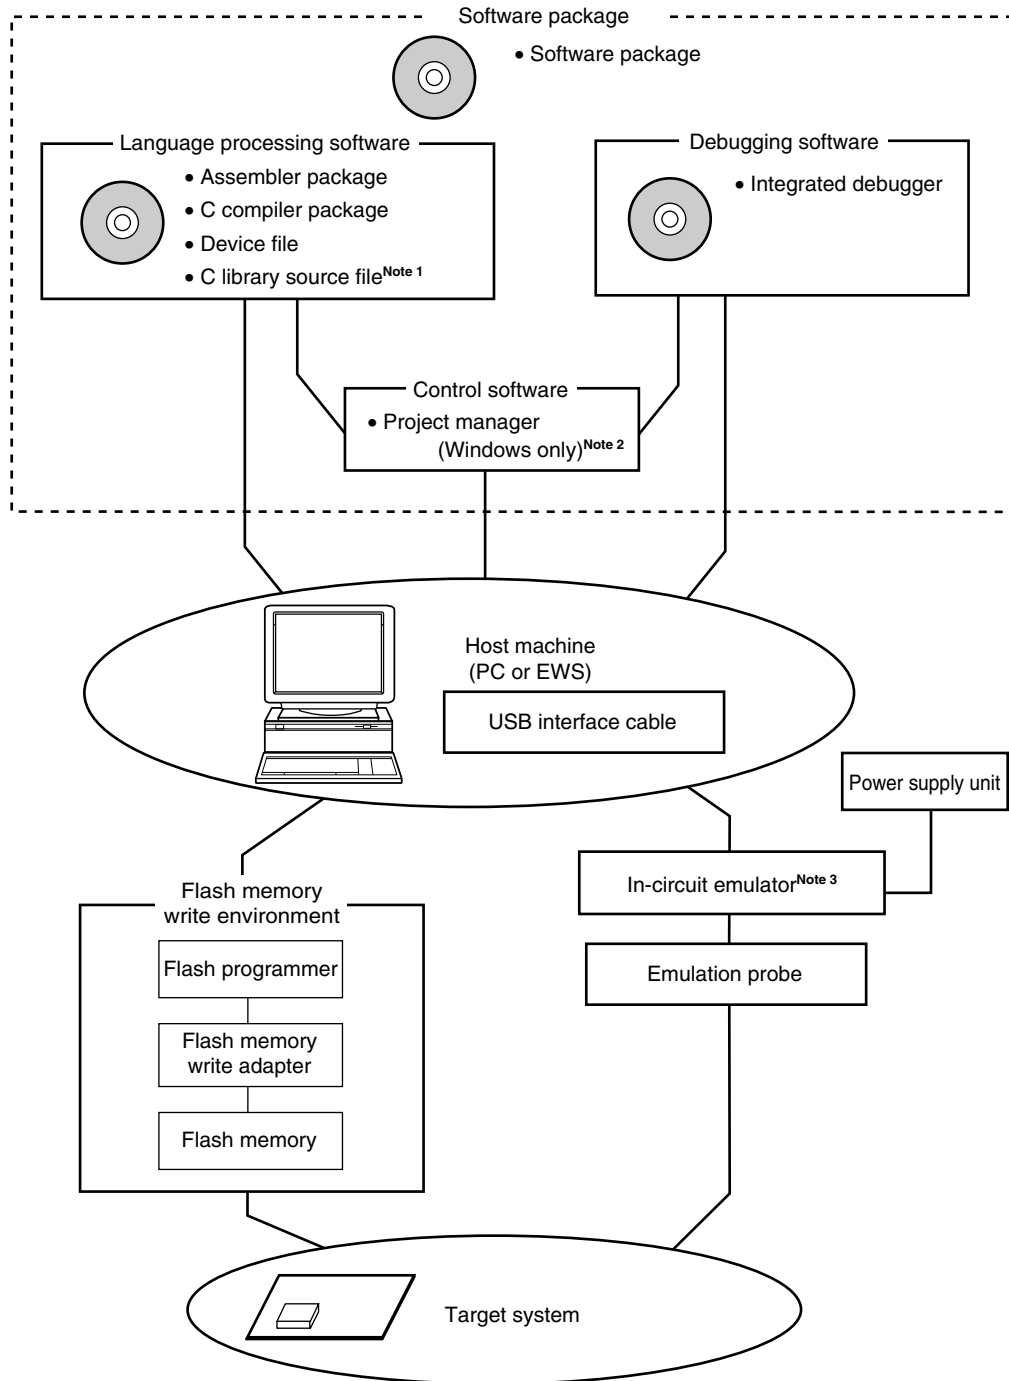 Software package
• Software package
Language processing software
• Assembler package
• C compiler package
• Device file
• C library source fileNote 1
Debugging software
• Integrated debugger
Control software
• Project manager
(Windows only)Note 2
Host machine
(PC or EWS)
USB interface cable
Power supply unit
Flash memory
write environment
Flash programmer
Flash memory
write adapter
Flash memory
In-circuit emulatorNote 3
Emulation probe
Target system